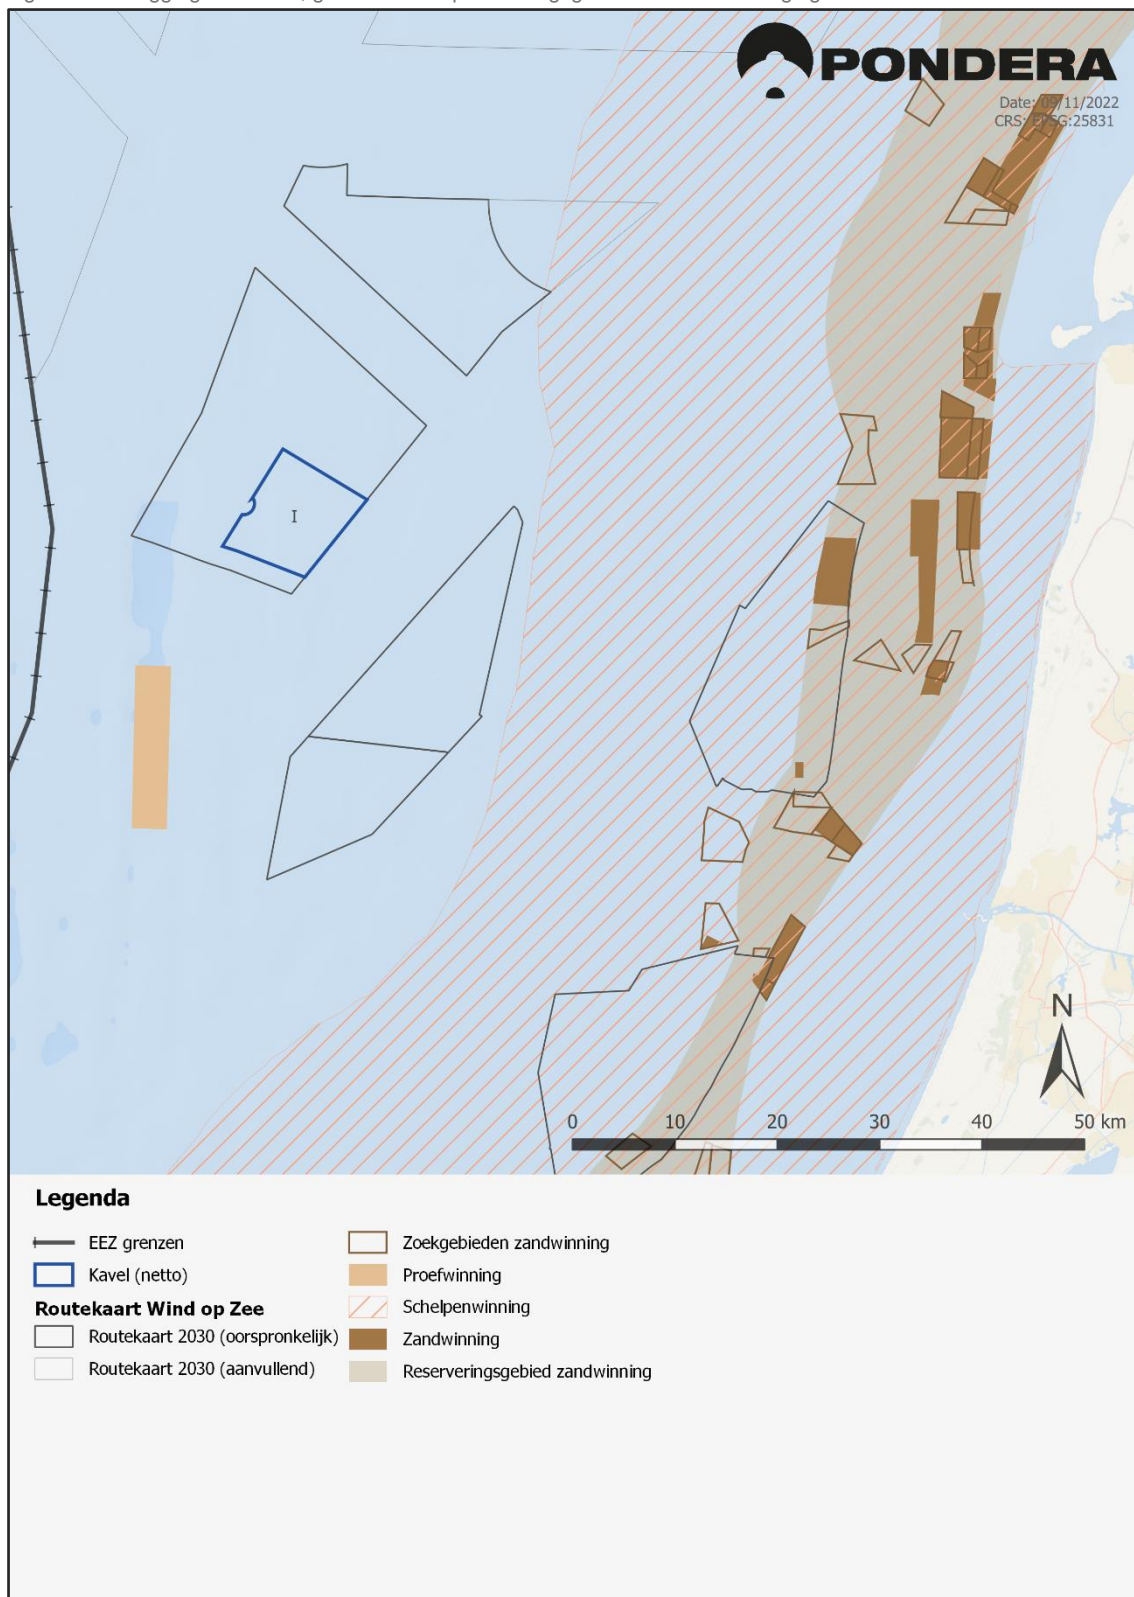 PONDERA
Date: 09/11/2022
CRS: EPSG:25831
I
N
0 10 20 30 40 50 km
Legenda
EEZ grenzen
Kavel (netto)
Routekaart Wind op Zee
Routekaart 2030 (oorspronkelijk)
Routekaart 2030 (aanvullend)
Zoekgebieden zandwinning
Proefwinning
Schelpenwinning
Zandwinning
Reserveringsgebied zandwinning